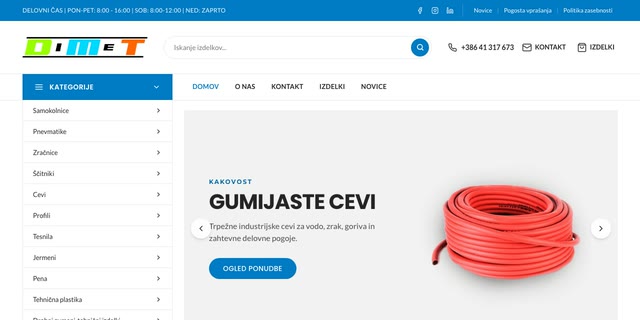 DELOVNI ČAS | PON-PET: 8:00 - 16:00 | SOB: 8:00-12:00 | NED: ZAPRTO
Novice | Pogosta vprašanja | Politika zasebnosti
DiMeT
Iskanje izdelkov...
+386 41 317 673
KONTAKT
IZDELKI
KATEGORIJE
DOMOV
O NAS
KONTAKT
IZDELKI
NOVICE
Samokolnice
Pnevmatike
Zračnice
Ščitniki
Cevi
Profili
Tesnila
Jermeni
Pena
Tehnična plastika
KAKOVOST
GUMIJASTE CEVI
Trpežne industrijske cevi za vodo, zrak, goriva in
zahtevne delovne pogoje.
OGLED PONUDBE